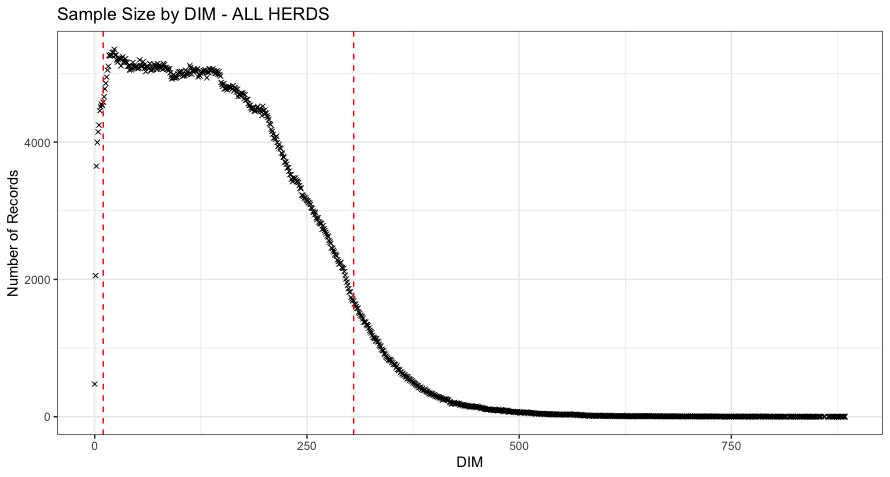 Sample Size by DIM - ALL HERDS
Number of Records
4000
2000
0
0 250 500 750
DIM